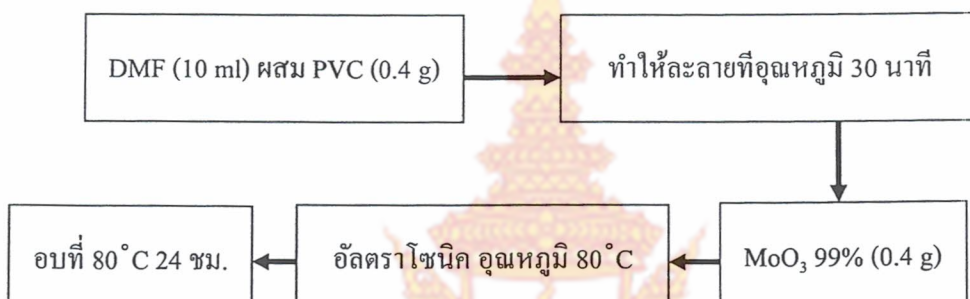 DMF (10 ml) ผสม PVC (0.4 g)
ทำให้ละลายที่อุณหภูมิ 30 นาที
MoO₃ 99% (0.4 g)
อัลตราโซนิค อุณหภูมิ 80˚C
อบที่ 80˚C 24 ชม.